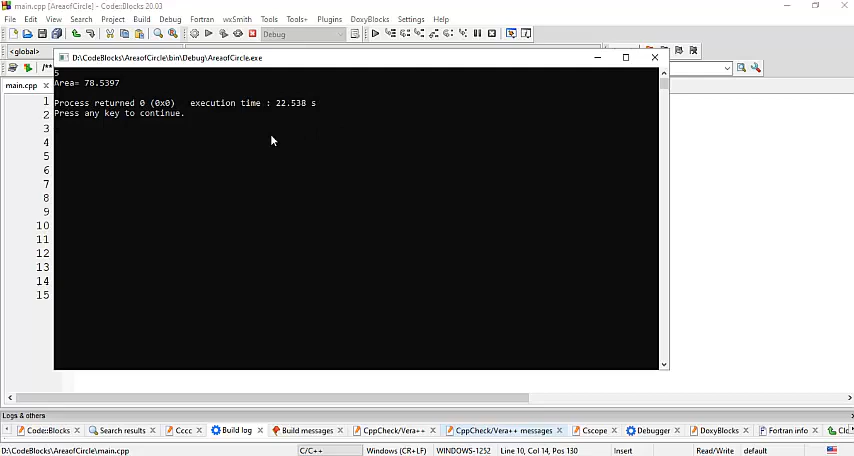 main.cpp [AreaofCircle] - Code::Blocks 20.03
File Edit View Search Project Build Debug Fortran wxSmith Tools Tools+ Plugins DoxyBlocks Settings Help
Debug
<global>
D:\CodeBlocks\AreaofCircle\bin\Debug\AreaofCircle.exe
/**
main.cpp
5
Area= 78.5397
Process returned 0 (0x0) execution time : 22.538 s
Press any key to continue.
1
2
3
4
5
6
7
8
9
10
11
12
13
14
15
Logs & others
Code::Blocks Search results Cccc Build log Build messages CppCheck/Vera++ CppCheck/Vera++ messages Cscope Debugger DoxyBlocks Fortran info
D:\CodeBlocks\AreaofCircle\main.cpp C/C++ Windows (CR+LF) WINDOWS-1252 Line 10, Col 14, Pos 130 Insert Read/Write default